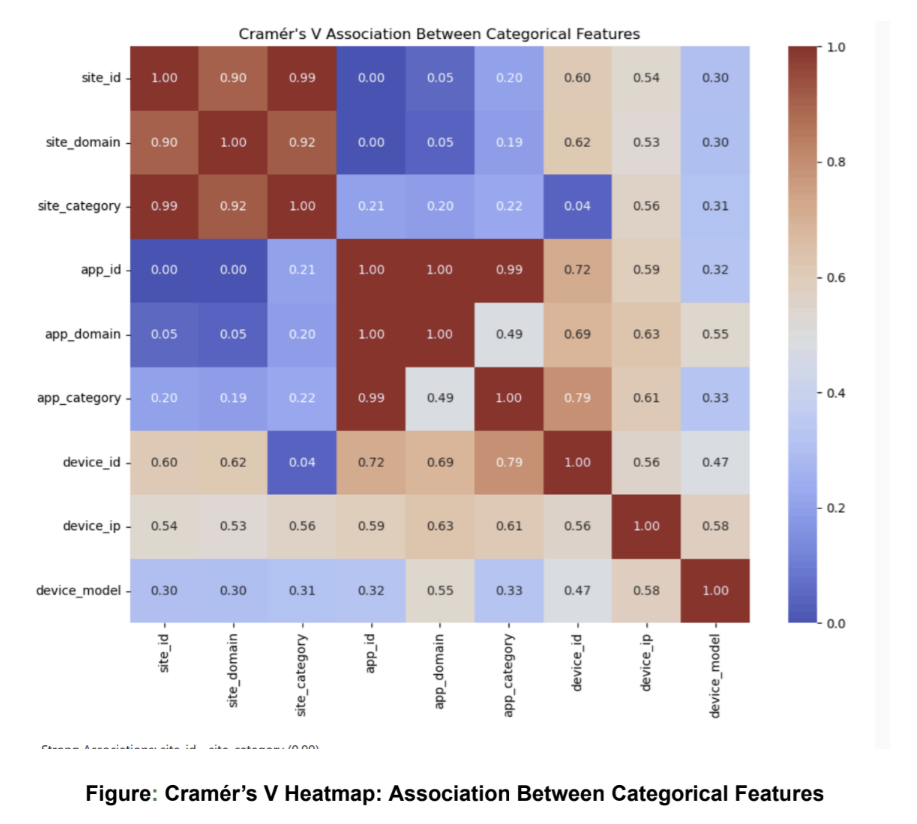 Cramér's V Association Between Categorical Features
site_id 1.00 0.90 0.99 0.00 0.05 0.20 0.60 0.54 0.30
site_domain 0.90 1.00 0.92 0.00 0.05 0.19 0.62 0.53 0.30
site_category 0.99 0.92 1.00 0.21 0.20 0.22 0.04 0.56 0.31
app_id 0.00 0.00 0.21 1.00 1.00 0.99 0.72 0.59 0.32
app_domain 0.05 0.05 0.20 1.00 1.00 0.49 0.69 0.63 0.55
app_category 0.20 0.19 0.22 0.99 0.49 1.00 0.79 0.61 0.33
device_id 0.60 0.62 0.04 0.72 0.69 0.79 1.00 0.56 0.47
device_ip 0.54 0.53 0.56 0.59 0.63 0.61 0.56 1.00 0.58
device_model 0.30 0.30 0.31 0.32 0.55 0.33 0.47 0.58 1.00
site_id
site_domain
site_category
app_id
app_domain
app_category
device_id
device_ip
device_model
1.0
0.8
0.6
0.4
0.2
0.0
Figure: Cramér’s V Heatmap: Association Between Categorical Features